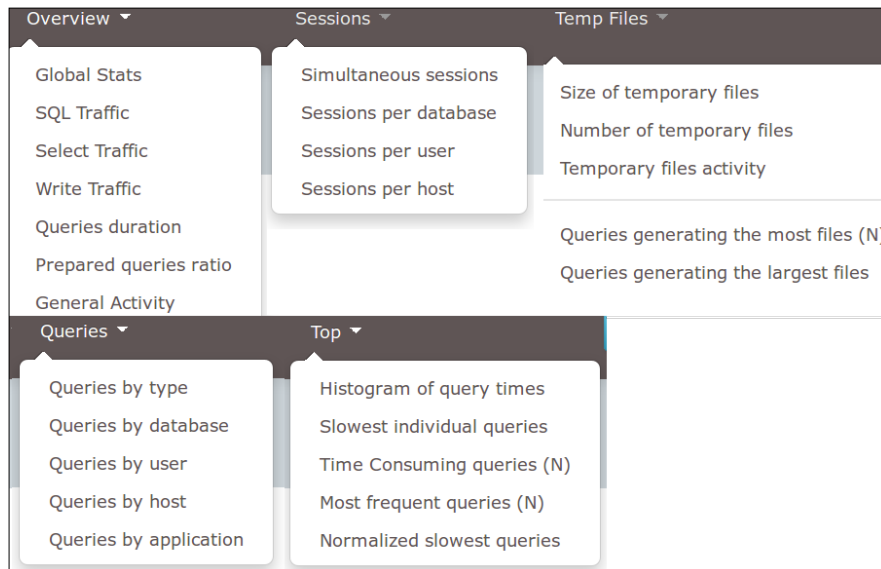 Overview
Global Stats
SQL Traffic
Select Traffic
Write Traffic
Queries duration
Prepared queries ratio
General Activity
Sessions
Simultaneous sessions
Sessions per database
Sessions per user
Sessions per host
Temp Files
Size of temporary files
Number of temporary files
Temporary files activity
Queries generating the most files (N)
Queries generating the largest files
Queries
Queries by type
Queries by database
Queries by user
Queries by host
Queries by application
Top
Histogram of query times
Slowest individual queries
Time Consuming queries (N)
Most frequent queries (N)
Normalized slowest queries